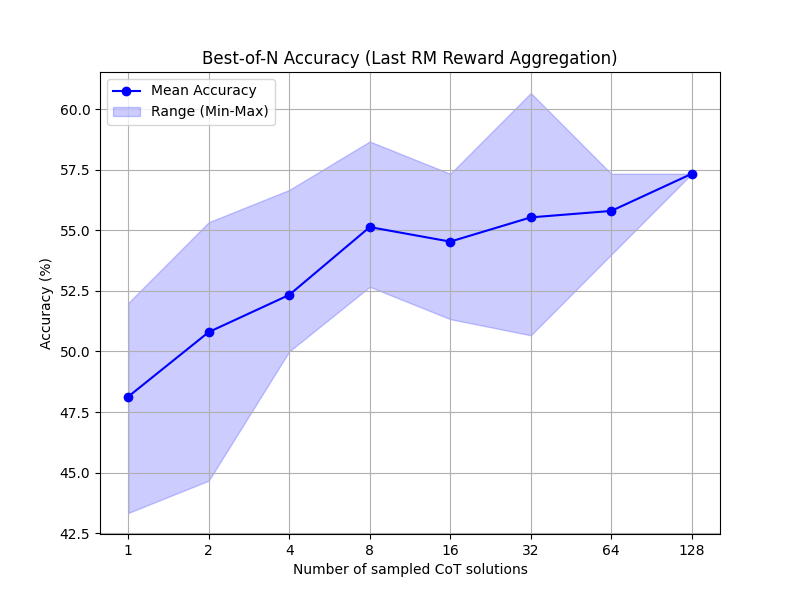 Best-of-N Accuracy (Last RM Reward Aggregation)
Mean Accuracy
Range (Min-Max)
60.0
57.5
55.0
52.5
50.0
47.5
45.0
42.5
Accuracy (%)
1 2 4 8 16 32 64 128
Number of sampled CoT solutions